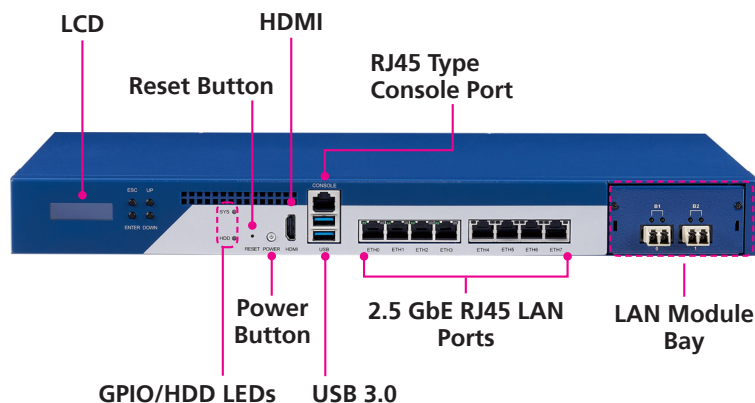 LCD
HDMI
RJ45 Type
Console Port
Reset Button
CONSOLE
ESC UP
B1 B2
SYS
ENTER DOWN
HDD
RESET POWER HDMI USB
ETH0 ETH1 ETH2 ETH3 ETH4 ETH5 ETH6 ETH7
Power
Button
2.5 GbE RJ45 LAN
Ports
LAN Module
Bay
GPIO/HDD LEDs
USB 3.0